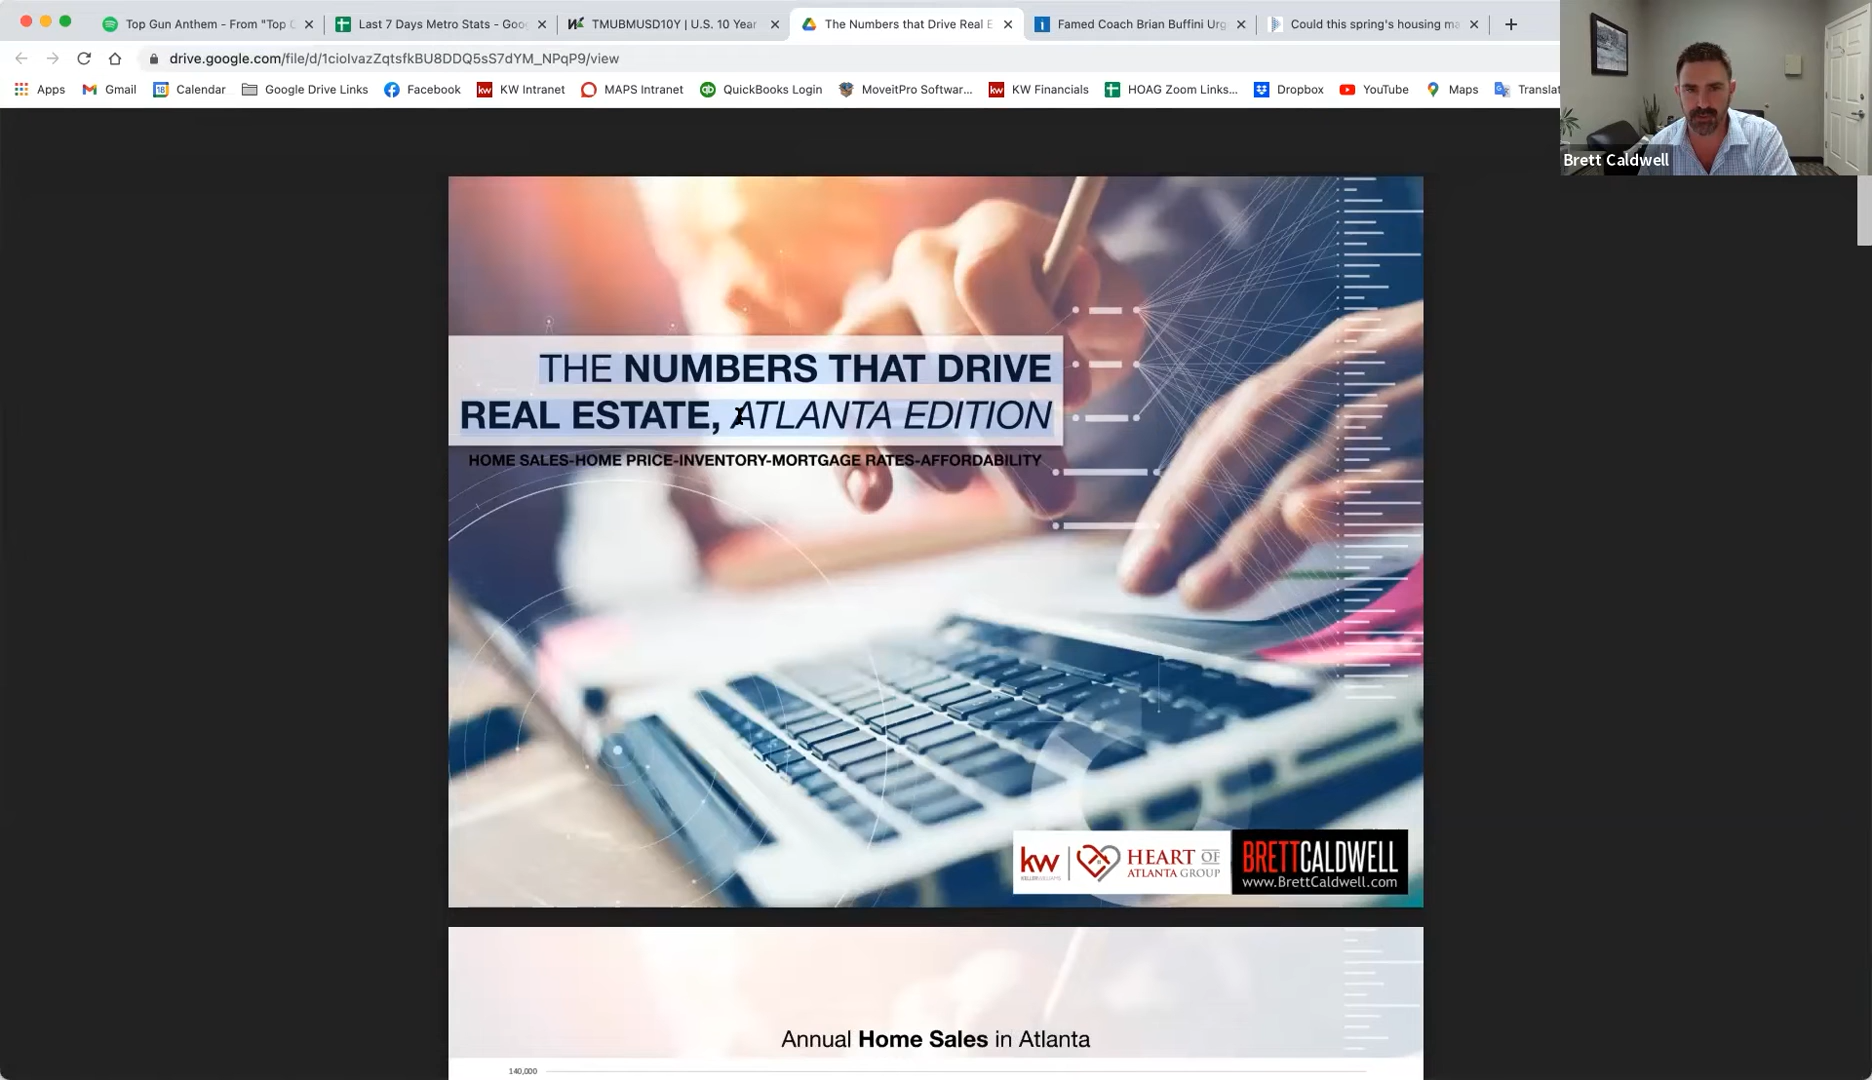 Top Gun Anthem - From "Top G
Last 7 Days Metro Stats - Goo
TMUBMUSD10Y | U.S. 10 Year
The Numbers that Drive Real E
Famed Coach Brian Buffini Urg
Could this spring's housing ma
drive.google.com/file/d/1ciolvazZqtsfkBU8DDQ5sS7dYM_NPqP9/view
Apps
Gmail
Calendar
Google Drive Links
Facebook
KW Intranet
MAPS Intranet
QuickBooks Login
MoveitPro Softwar...
KW Financials
HOAG Zoom Links...
Dropbox
YouTube
Maps
Translat
Brett Caldwell
THE NUMBERS THAT DRIVE
REAL ESTATE, ATLANTA EDITION
HOME SALES-HOME PRICE-INVENTORY-MORTGAGE RATES-AFFORDABILITY
kw
KELLERWILLIAMS
HEART OF
ATLANTA GROUP
BRETTCALDWELL
www.BrettCaldwell.com
Annual Home Sales in Atlanta
140,000